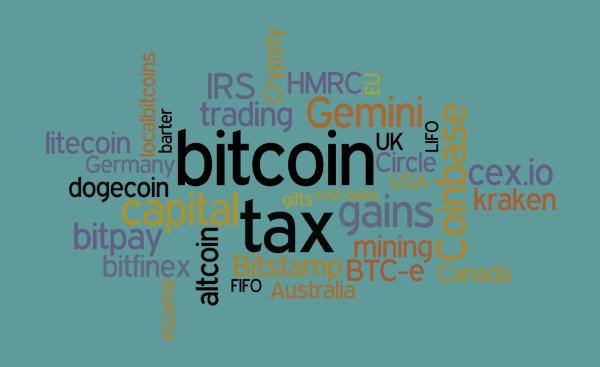 Crypsty
IRS
HMRC
EU
localbitcoins
trading
Gemini
barter
litecoin
bitcoin
UK
LIFO
Germany
Circle
Coinbase
cex.io
dogecoin
USA
capital
gifts
cost basis
kraken
tax
gains
bitpay
altcoin
mining
bitfinex
Bitstamp
BTC-e
Canada
Income
FIFO
Australia